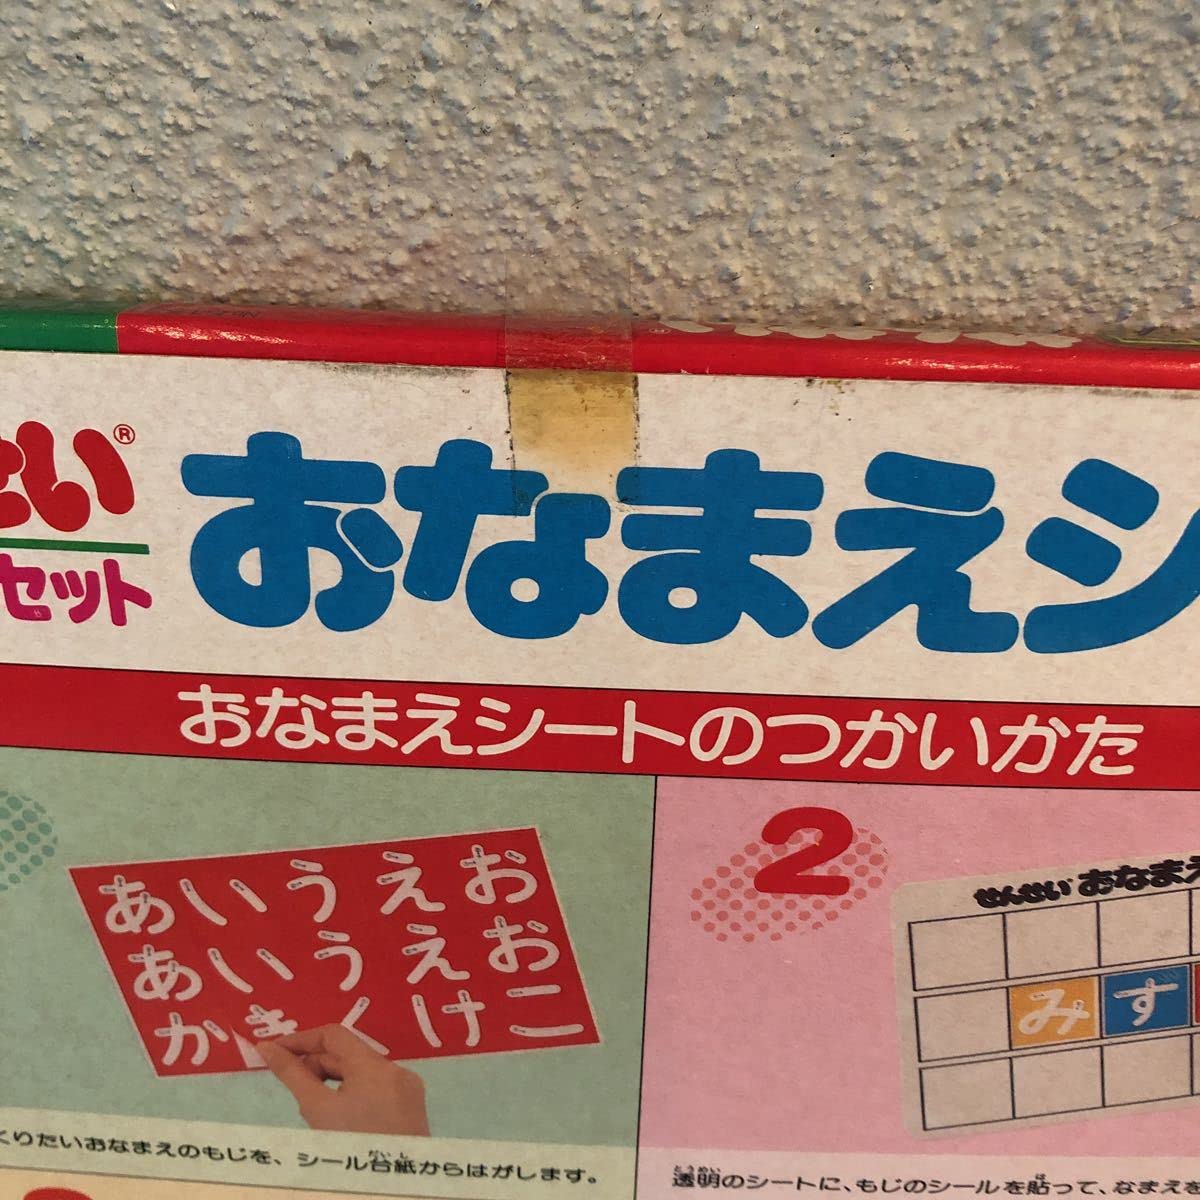 せい®
セット
おなまえシ
おなまえシートのつかいかた
あいうえお
あいうえお
かきくけこ
くりたいおなまえのもじを、シール台紙からはがします。
2
せんせい おなまえ
みす
透明のシートに、もじのシールを貼って、なまえを